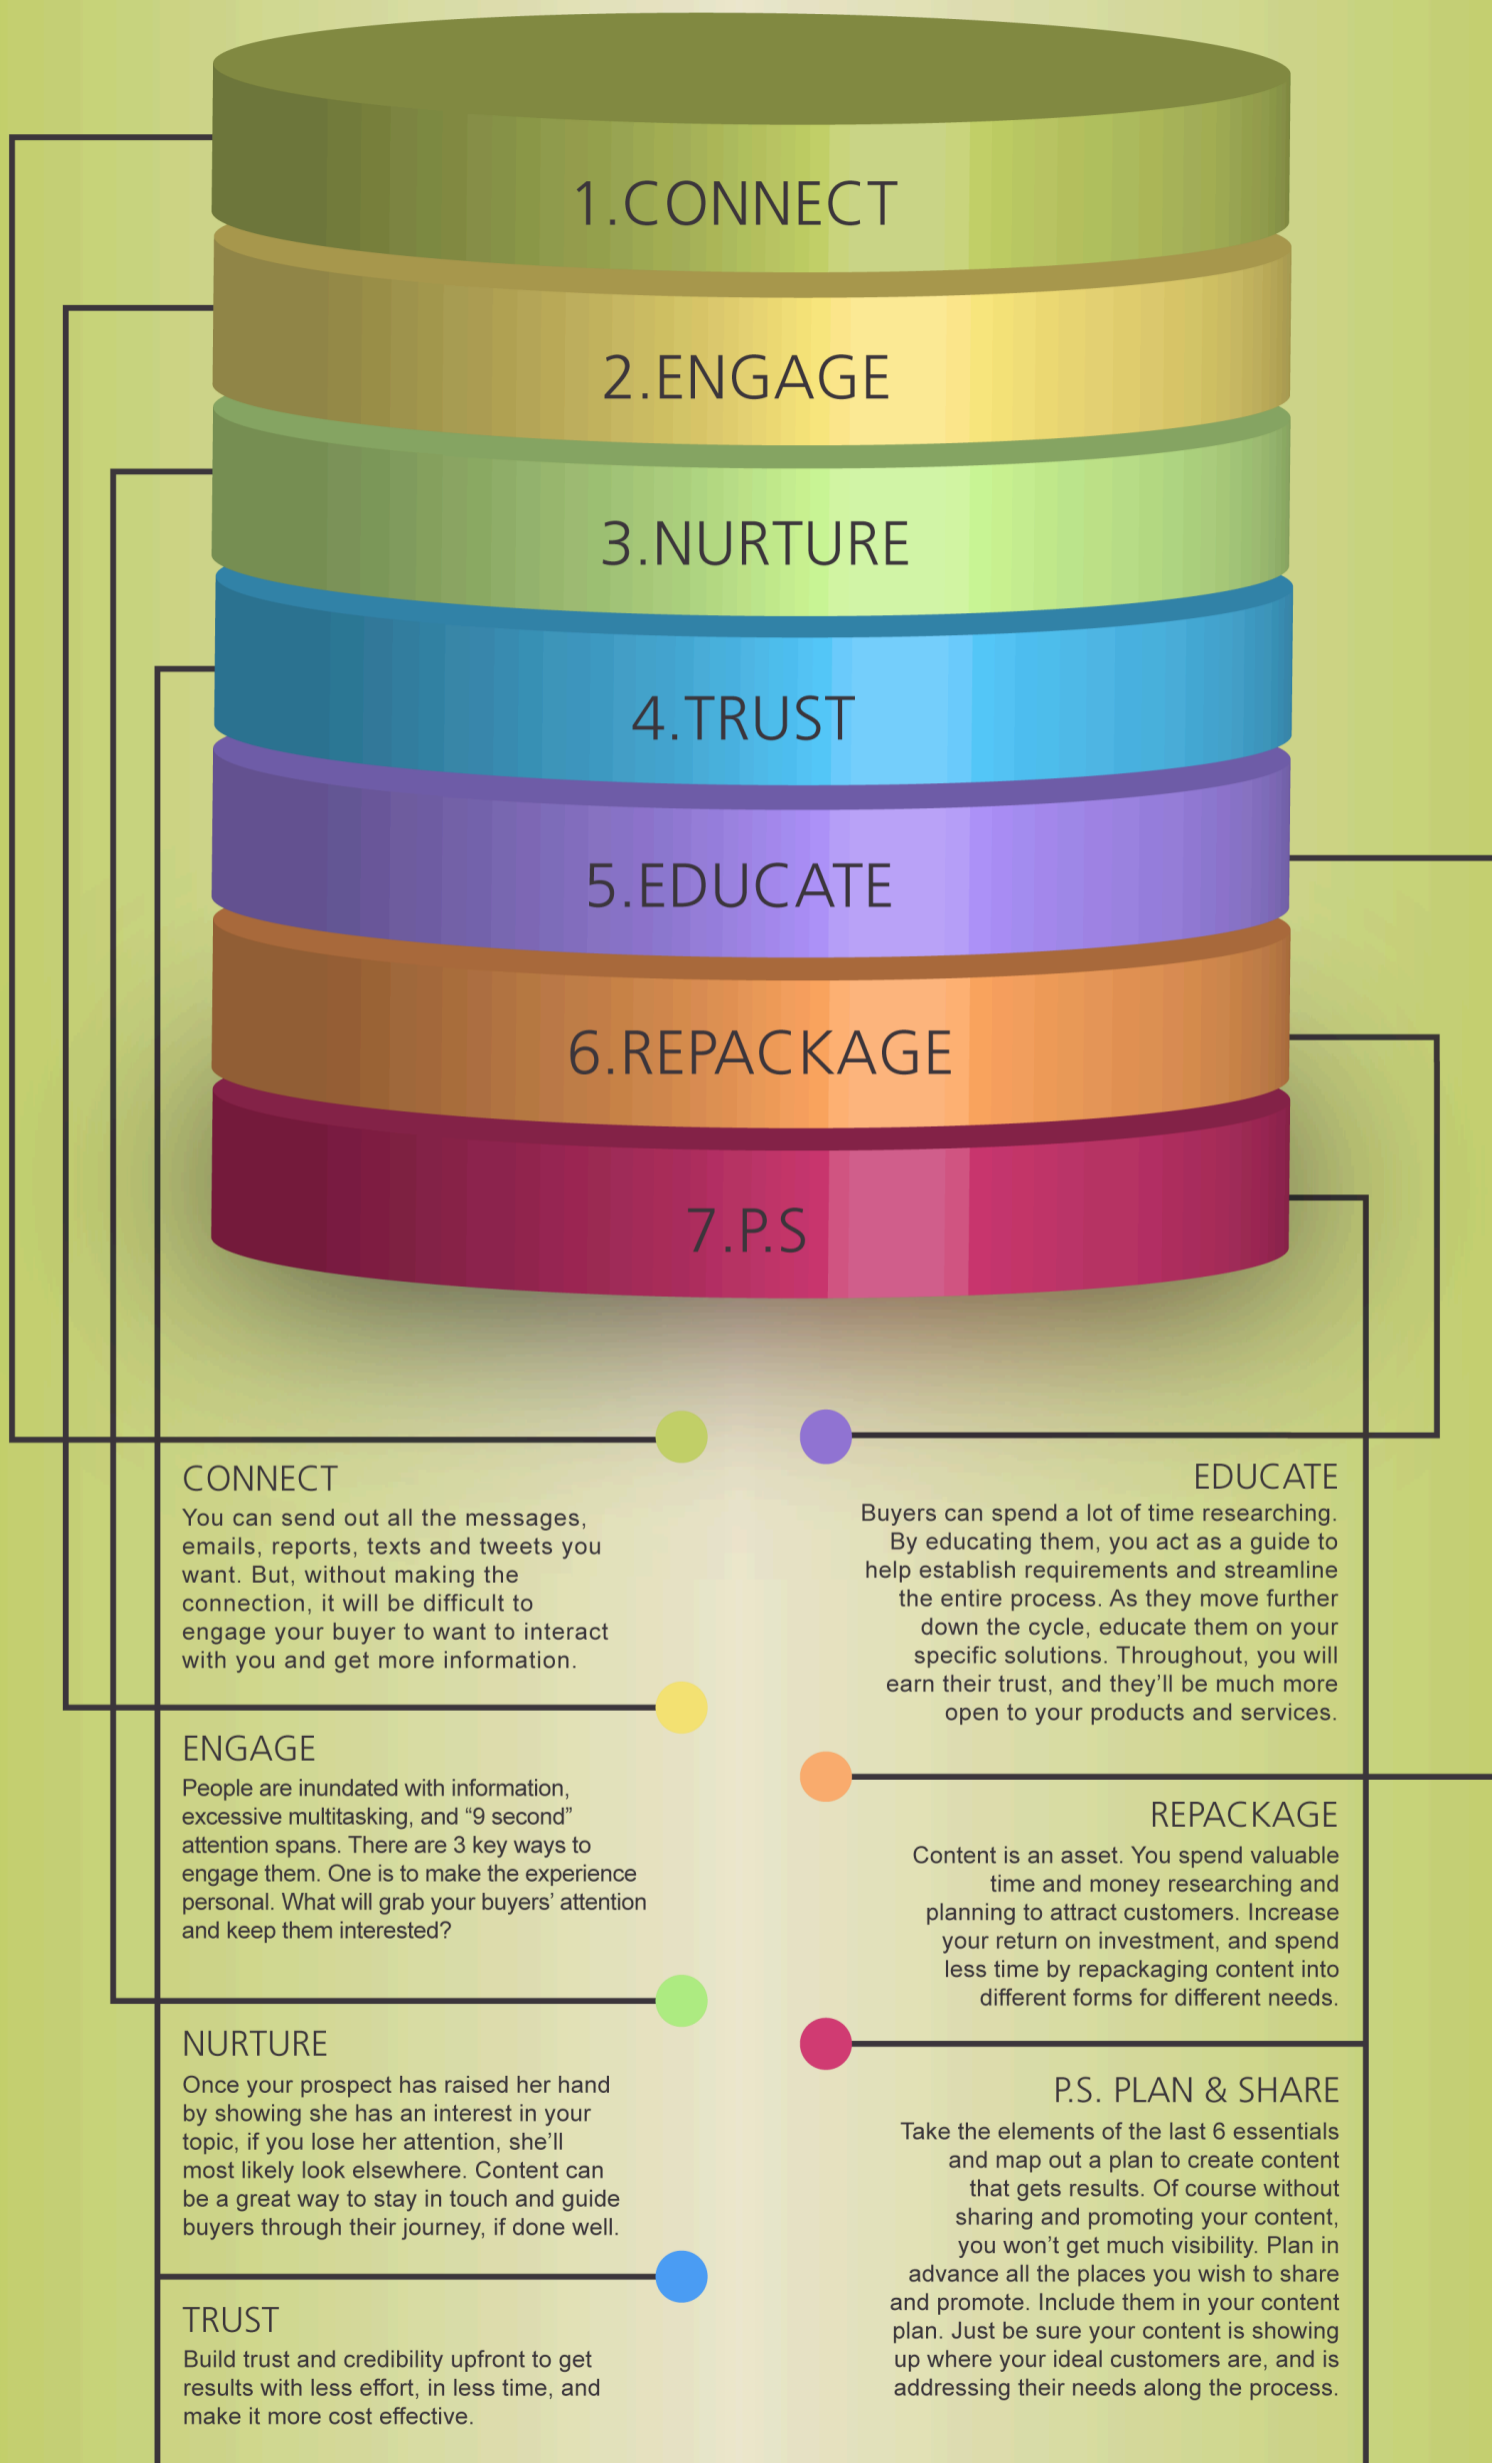 1.CONNECT
2.ENGAGE
3.NURTURE
4.TRUST
5.EDUCATE
6.REPACKAGE
7.P.S
CONNECT
You can send out all the messages,
emails, reports, texts and tweets you
want. But, without making the
connection, it will be difficult to
engage your buyer to want to interact
with you and get more information.
ENGAGE
People are inundated with information,
excessive multitasking, and “9 second”
attention spans. There are 3 key ways to
engage them. One is to make the experience
personal. What will grab your buyers’ attention
and keep them interested?
NURTURE
Once your prospect has raised her hand
by showing she has an interest in your
topic, if you lose her attention, she’ll
most likely look elsewhere. Content can
be a great way to stay in touch and guide
buyers through their journey, if done well.
TRUST
Build trust and credibility upfront to get
results with less effort, in less time, and
make it more cost effective.
EDUCATE
Buyers can spend a lot of time researching.
By educating them, you act as a guide to
help establish requirements and streamline
the entire process. As they move further
down the cycle, educate them on your
specific solutions. Throughout, you will
earn their trust, and they’ll be much more
open to your products and services.
REPACKAGE
Content is an asset. You spend valuable
time and money researching and
planning to attract customers. Increase
your return on investment, and spend
less time by repackaging content into
different forms for different needs.
P.S. PLAN & SHARE
Take the elements of the last 6 essentials
and map out a plan to create content
that gets results. Of course without
sharing and promoting your content,
you won’t get much visibility. Plan in
advance all the places you wish to share
and promote. Include them in your content
plan. Just be sure your content is showing
up where your ideal customers are, and is
addressing their needs along the process.